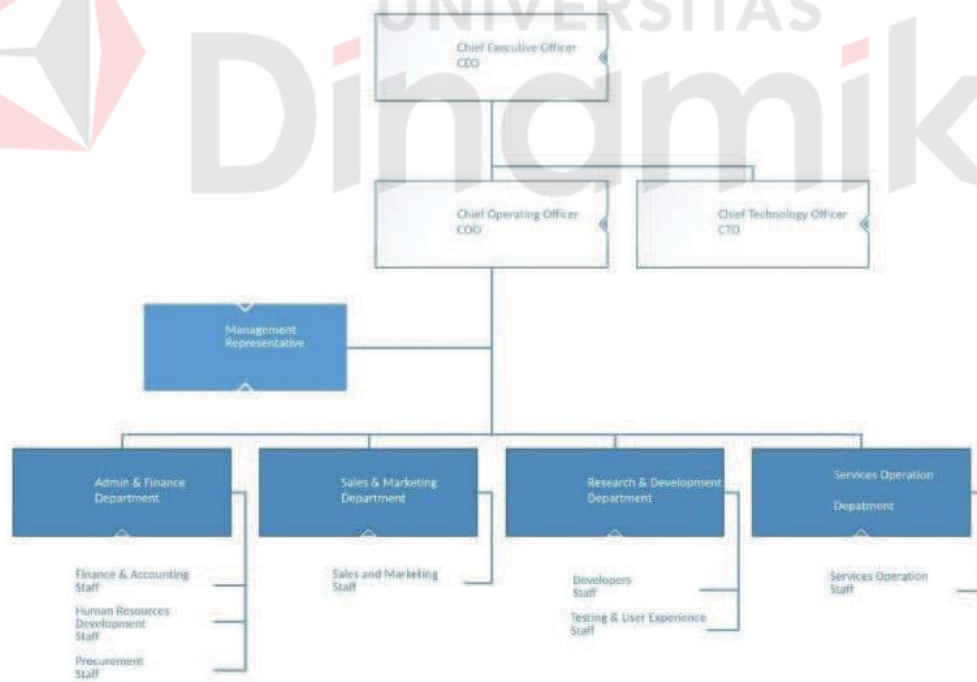 UNIVERSITAS
Dinamik
Chief Executive Officer
CEO
Chief Operating Officer
COO
Chief Technology Officer
CTO
Management
Representative
Admin & Finance
Department
Sales & Marketing
Department
Research & Development
Department
Services Operation
Depatment
Finance & Accounting
Staff
Human Resources
Development
Staff
Procurement
Staff
Sales and Marketing
Staff
Developers
Staff
Testing & User Experience
Staff
Services Operation
Staff